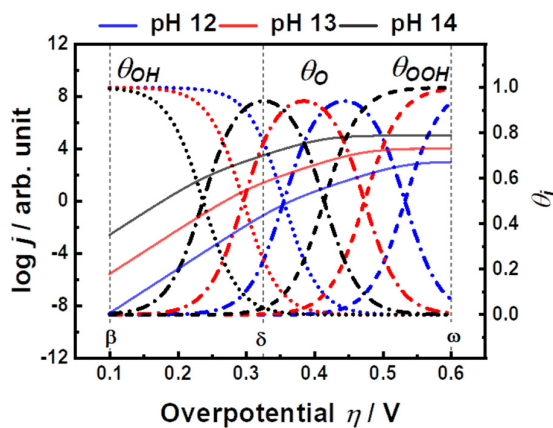 pH 12 pH 13 pH 14
12
8
4
0
-4
-8
-12
log j / arb. unit
θOH
θO
θOOH
1.0
0.8
0.6
0.4
0.2
0.0
θi
β
δ
ω
0.1 0.2 0.3 0.4 0.5 0.6
Overpotential η / V